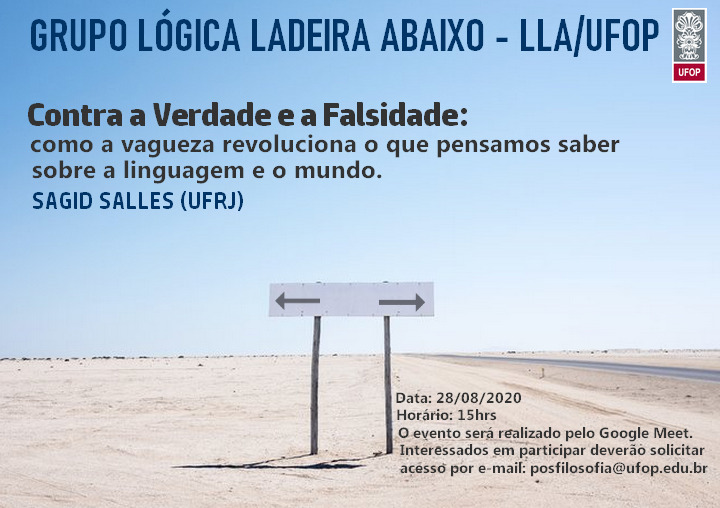 GRUPO LÓGICA LADEIRA ABAIXO - LLA/UFOP
UFOP
Contra a Verdade e a Falsidade:
como a vagueza revoluciona o que pensamos saber
sobre a linguagem e o mundo.
SAGID SALLES (UFRJ)
Data: 28/08/2020
Horário: 15hrs
O evento será realizado pelo Google Meet.
Interessados em participar deverão solicitar
acesso por e-mail: posfilosofia@ufop.edu.br